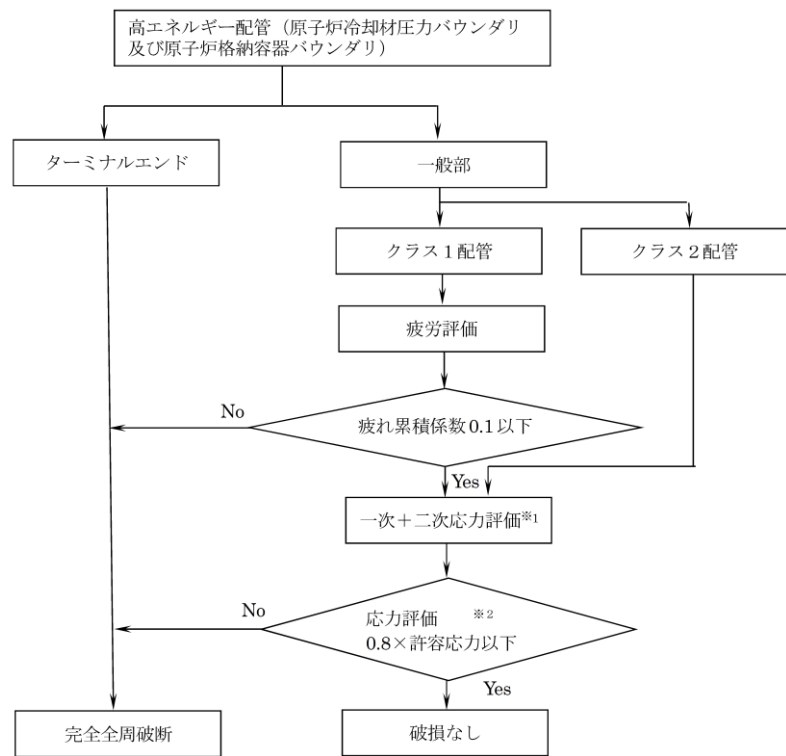 高エネルギー配管（原子炉冷却材圧力バウンダリ
及び原子炉格納容器バウンダリ）
ターミナルエンド
一般部
クラス１配管
クラス２配管
疲労評価
No
疲れ累積係数0.1以下
Yes
一次＋二次応力評価※1
No
応力評価 ※2
0.8×許容応力以下
Yes
完全全周破断
破損なし